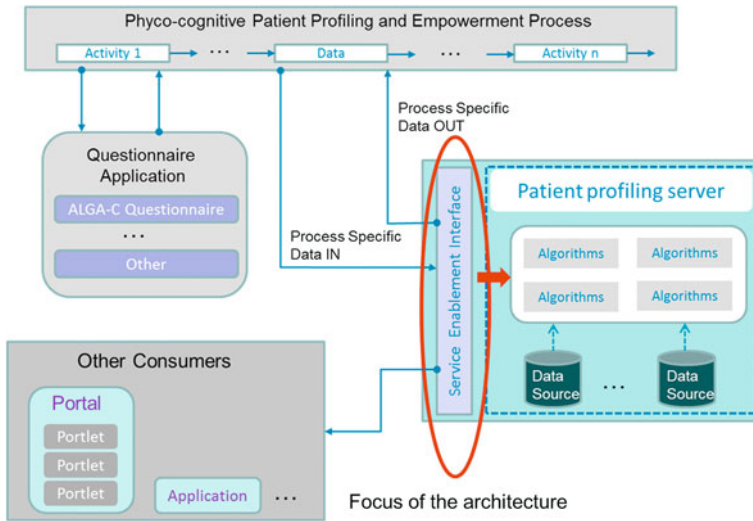 Phyco-cognitive Patient Profiling and Empowerment Process
Activity 1
...
Data
...
Activity n
Process Specific
Data OUT
Questionnaire
Application
ALGA-C Questionnaire
...
Other
Process Specific
Data IN
Service Enablement Interface
Patient profiling server
Algorithms
Algorithms
Algorithms
Algorithms
Data
Source
...
Data
Source
Other Consumers
Portal
Portlet
Portlet
Portlet
Application
...
Focus of the architecture